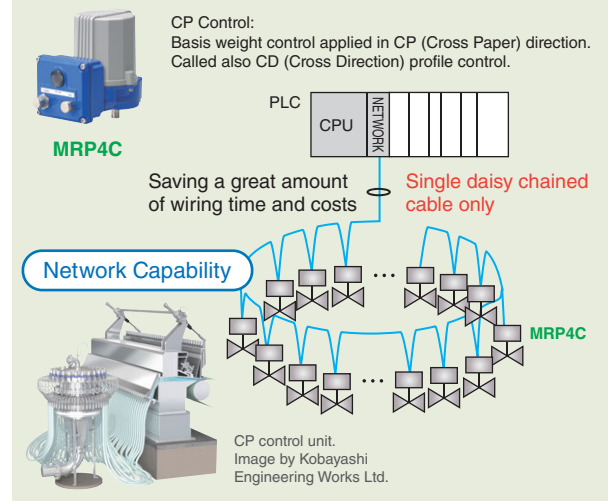 CP Control:
Basis weight control applied in CP (Cross Paper) direction.
Called also CD (Cross Direction) profile control.
MRP4C
PLC
CPU
NETWORK
Saving a great amount
of wiring time and costs
Single daisy chained
cable only
Network Capability
MRP4C
CP control unit.
Image by Kobayashi
Engineering Works Ltd.